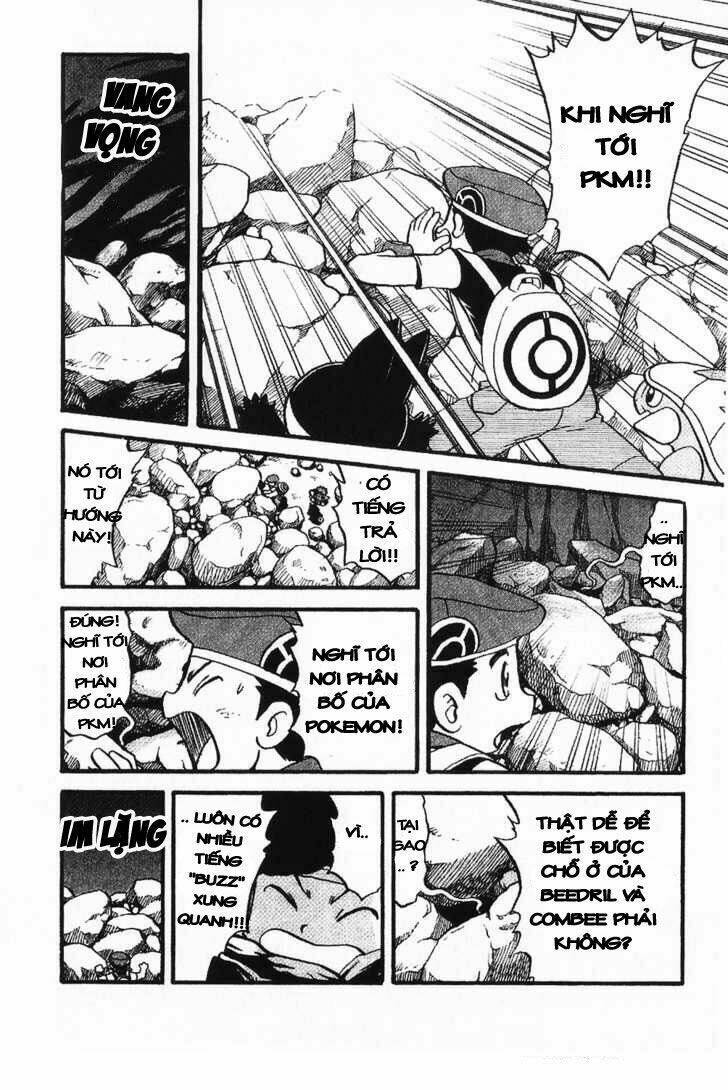 KHI NGHĨ
TỚI
PKM!!
VANG
VỌNG
..
NGHĨ
TỚI
PKM..
CÓ
TIẾNG
TRẢ
LỜI!!
NÓ TỚI
TỪ
HƯỚNG
NÀY!
NGHĨ TỚI
NƠI PHÂN
BỐ CỦA
POKEMON!
ĐÚNG!
NGHĨ TỚI
NƠI
PHÂN
BỐ CỦA
PKM!
THẬT DỄ ĐỂ
BIẾT ĐƯỢC
CHỖ Ở CỦA
BEEDRIL VÀ
COMBEE PHẢI
KHÔNG?
TẠI
SAO
..?
VÌ..
.. LUÔN CÓ
NHIỀU
TIẾNG
"BUZZ"
XUNG
QUANH!!!
IM LẶNG